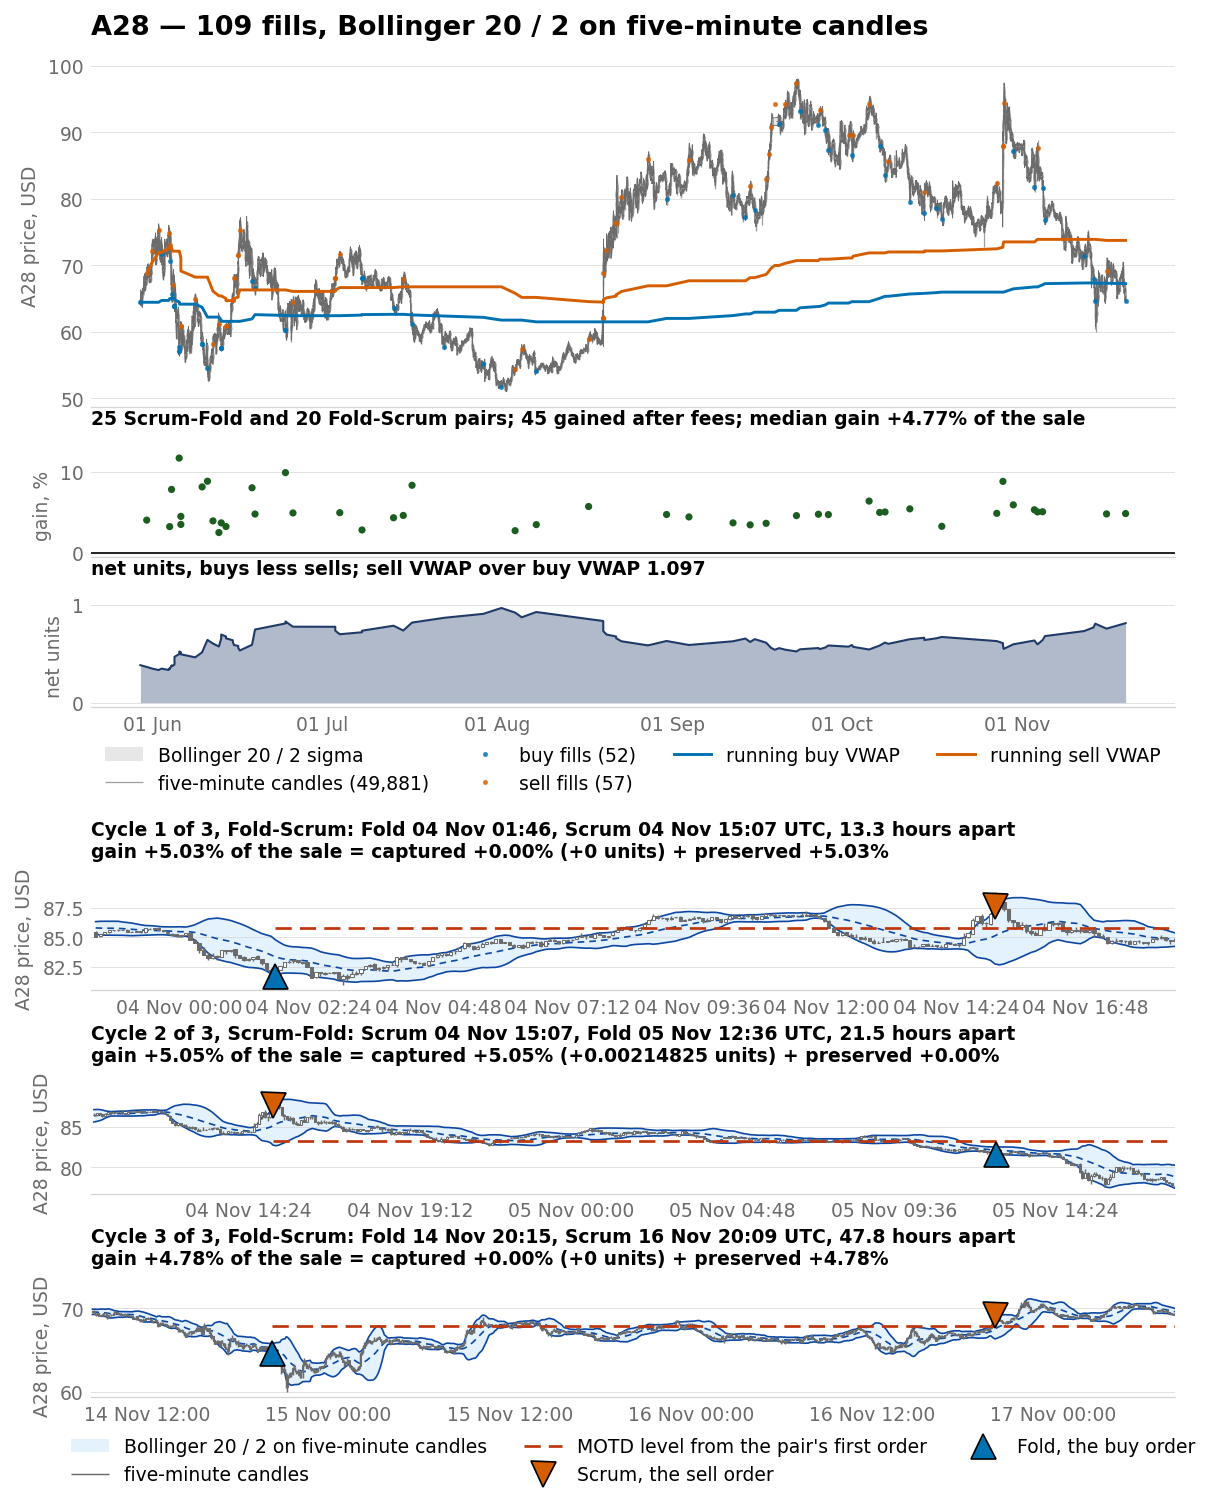 A28 — 109 fills, Bollinger 20 / 2 on five-minute candles
A28 price, USD
100
90
80
70
60
50
25 Scrum-Fold and 20 Fold-Scrum pairs; 45 gained after fees; median gain +4.77% of the sale
gain, %
10
0
net units, buys less sells; sell VWAP over buy VWAP 1.097
net units
1
0
01 Jun 01 Jul 01 Aug 01 Sep 01 Oct 01 Nov
Bollinger 20 / 2 sigma
five-minute candles (49,881)
buy fills (52)
sell fills (57)
running buy VWAP
running sell VWAP
Cycle 1 of 3, Fold-Scrum: Fold 04 Nov 01:46, Scrum 04 Nov 15:07 UTC, 13.3 hours apart
gain +5.03% of the sale = captured +0.00% (+0 units) + preserved +5.03%
A28 price, USD
87.5
85.0
82.5
04 Nov 00:00 04 Nov 02:24 04 Nov 04:48 04 Nov 07:12 04 Nov 09:36 04 Nov 12:00 04 Nov 14:24 04 Nov 16:48
Cycle 2 of 3, Scrum-Fold: Scrum 04 Nov 15:07, Fold 05 Nov 12:36 UTC, 21.5 hours apart
gain +5.05% of the sale = captured +5.05% (+0.00214825 units) + preserved +0.00%
A28 price, USD
85
80
04 Nov 14:24 04 Nov 19:12 05 Nov 00:00 05 Nov 04:48 05 Nov 09:36 05 Nov 14:24
Cycle 3 of 3, Fold-Scrum: Fold 14 Nov 20:15, Scrum 16 Nov 20:09 UTC, 47.8 hours apart
gain +4.78% of the sale = captured +0.00% (+0 units) + preserved +4.78%
A28 price, USD
70
60
14 Nov 12:00 15 Nov 00:00 15 Nov 12:00 16 Nov 00:00 16 Nov 12:00 17 Nov 00:00
Bollinger 20 / 2 on five-minute candles
five-minute candles
MOTD level from the pair's first order
Scrum, the sell order
Fold, the buy order